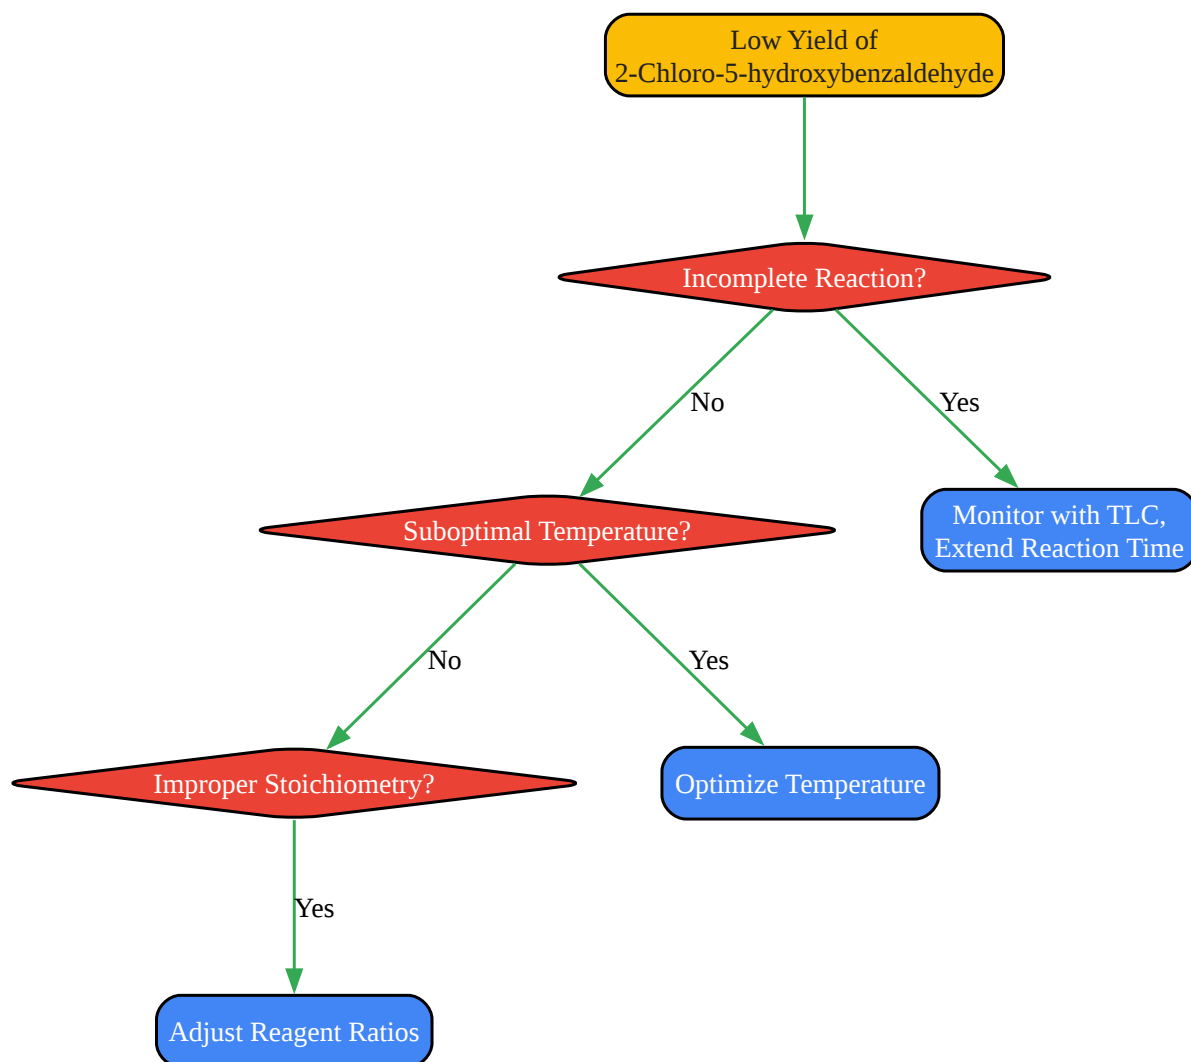 Low Yield of
2-Chloro-5-hydroxybenzaldehyde
Incomplete Reaction?
No
Yes
Suboptimal Temperature?
Monitor with TLC,
Extend Reaction Time
No
Yes
Improper Stoichiometry?
Optimize Temperature
Yes
Adjust Reagent Ratios